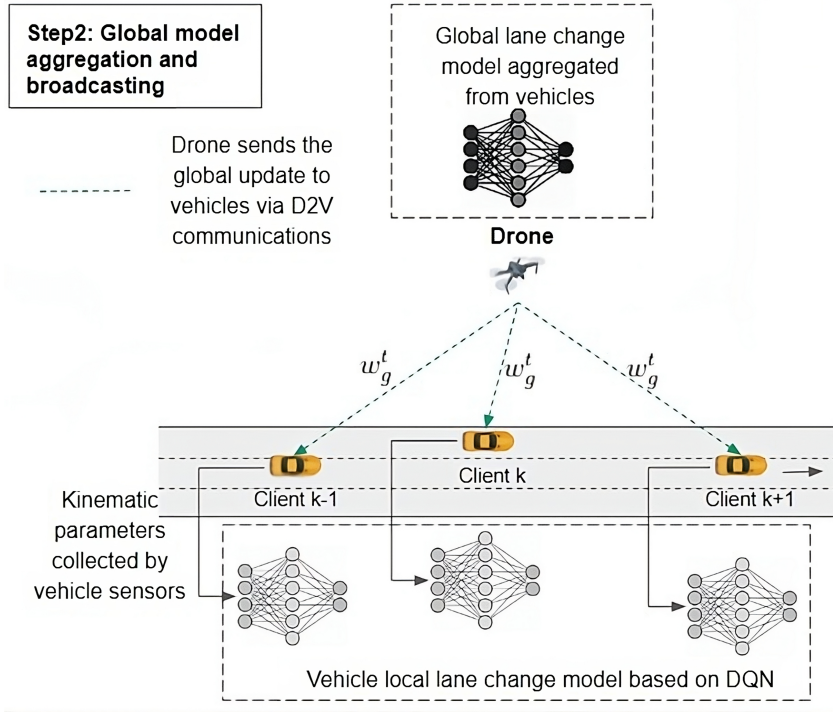 Step2: Global model
aggregation and
broadcasting
Global lane change
model aggregated
from vehicles
Drone sends the
global update to
vehicles via D2V
communications
Drone
w_g^t
w_g^t
w_g^t
Client k-1
Client k
Client k+1
Kinematic
parameters
collected by
vehicle sensors
Vehicle local lane change model based on DQN